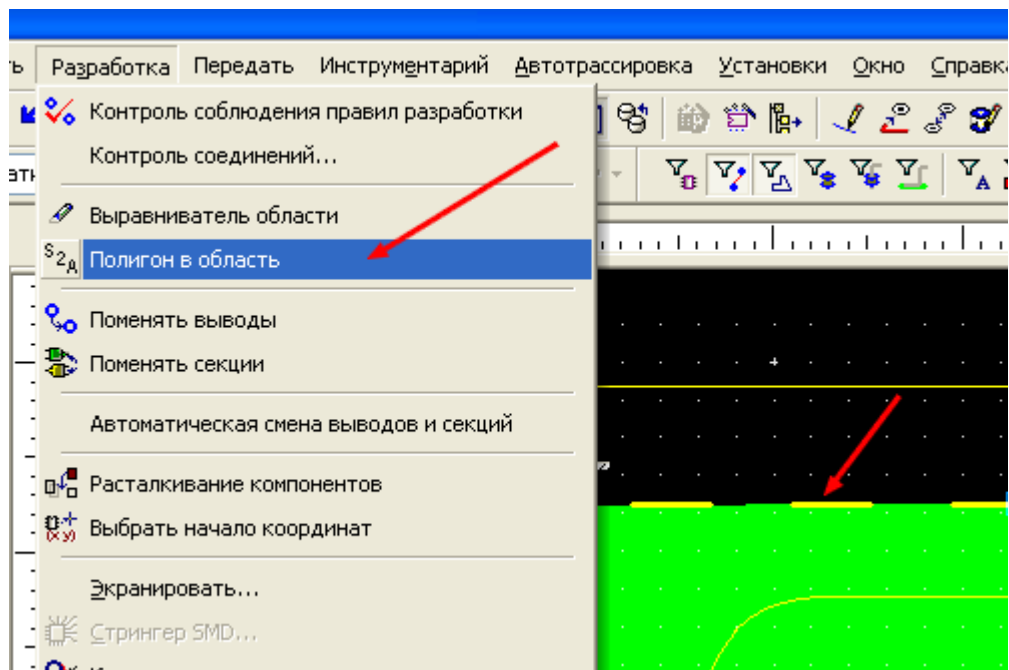 ь Разработка Передать Инструментарий Автотрассировка Установки Окно Справка
Контроль соблюдения правил разработки
Контроль соединений...
Выравниватель области
S2A Полигон в область
Поменять выводы
Поменять секции
Автоматическая смена выводов и секций
Расталкивание компонентов
(x y) Выбрать начало координат
Экранировать...
Стрингер SMD...